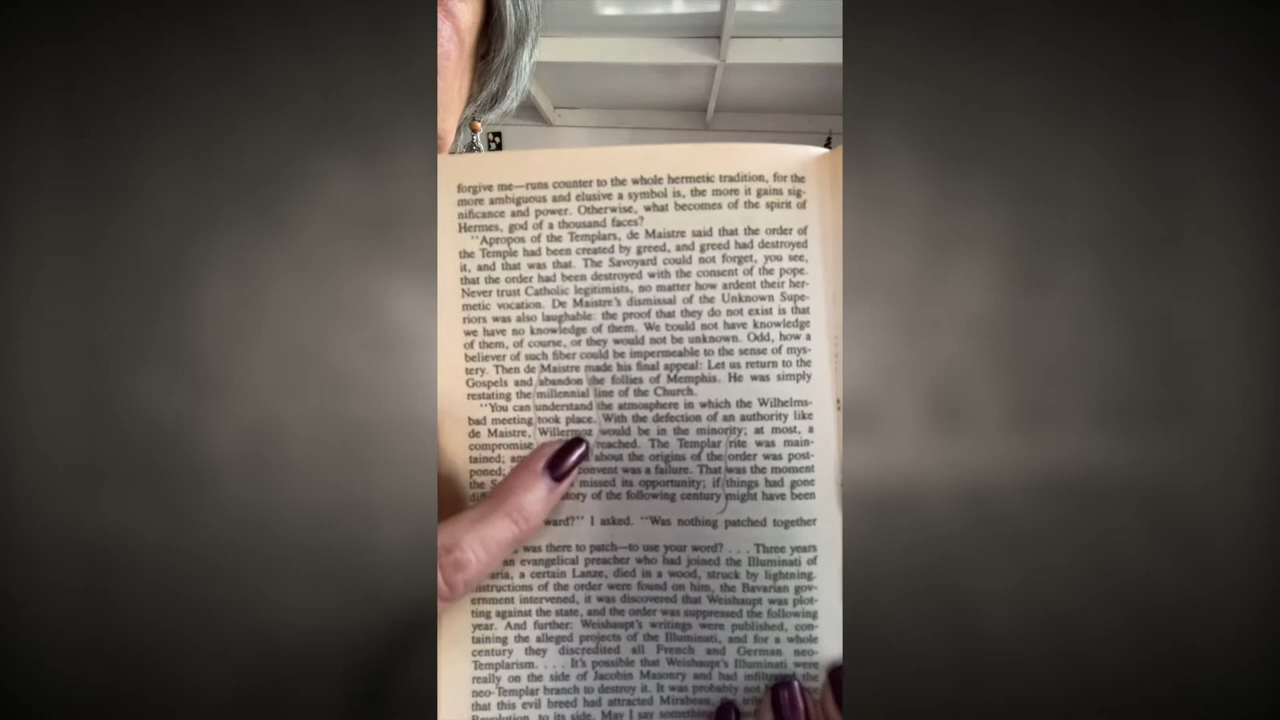 forgive me—runs counter to the whole hermetic tradition, for the
more ambiguous and elusive a symbol is, the more it gains sig-
nificance and power. Otherwise, what becomes of the spirit of
Hermes, god of a thousand faces?
"Apropos of the Templars, de Maistre said that the order of
the Temple had been created by greed, and greed had destroyed
it, and that was that. The Savoyard could not forget, you see,
that the order had been destroyed with the consent of the pope.
Never trust Catholic legitimists, no matter how ardent their her-
metic vocation. De Maistre's dismissal of the Unknown Supe-
riors was also laughable: the proof that they do not exist is that
we have no knowledge of them. We could not have knowledge
of them, of course, or they would not be unknown. Odd, how a
believer of such fiber could be impermeable to the sense of mys-
tery. Then de Maistre made his final appeal: Let us return to the
Gospels and abandon the follies of Memphis. He was simply
restating the millennial line of the Church.
"You can understand the atmosphere in which the Wilhelms-
bad meeting took place. With the defection of an authority like
de Maistre, Willermoz would be in the minority; at most, a
compromise reached. The Templar rite was main-
tained; about the origins of the order was post-
poned; convent was a failure. That was the moment
the missed its opportunity; if things had gone
of the following century might have been
I asked. "Was nothing patched together
was there to patch—to use your word? . . . Three years
an evangelical preacher who had joined the Illuminati of
a certain Lanze, died in a wood, struck by lightning.
Instructions of the order were found on him, the Bavarian gov-
ernment intervened, it was discovered that Weishaupt was plot-
ting against the state, and the order was suppressed the following
year. And further: Weishaupt's writings were published, con-
taining the alleged projects of the Illuminati, and for a whole
century they discredited all French and German neo-
Templarism. . . . It's possible that Weishaupt's Illuminati were
really on the side of Jacobin Masonry and had infiltrated the
neo-Templar branch to destroy it. It was probably not
that this evil breed had attracted Mirabeau, the
Revolution, to its side. May I say something